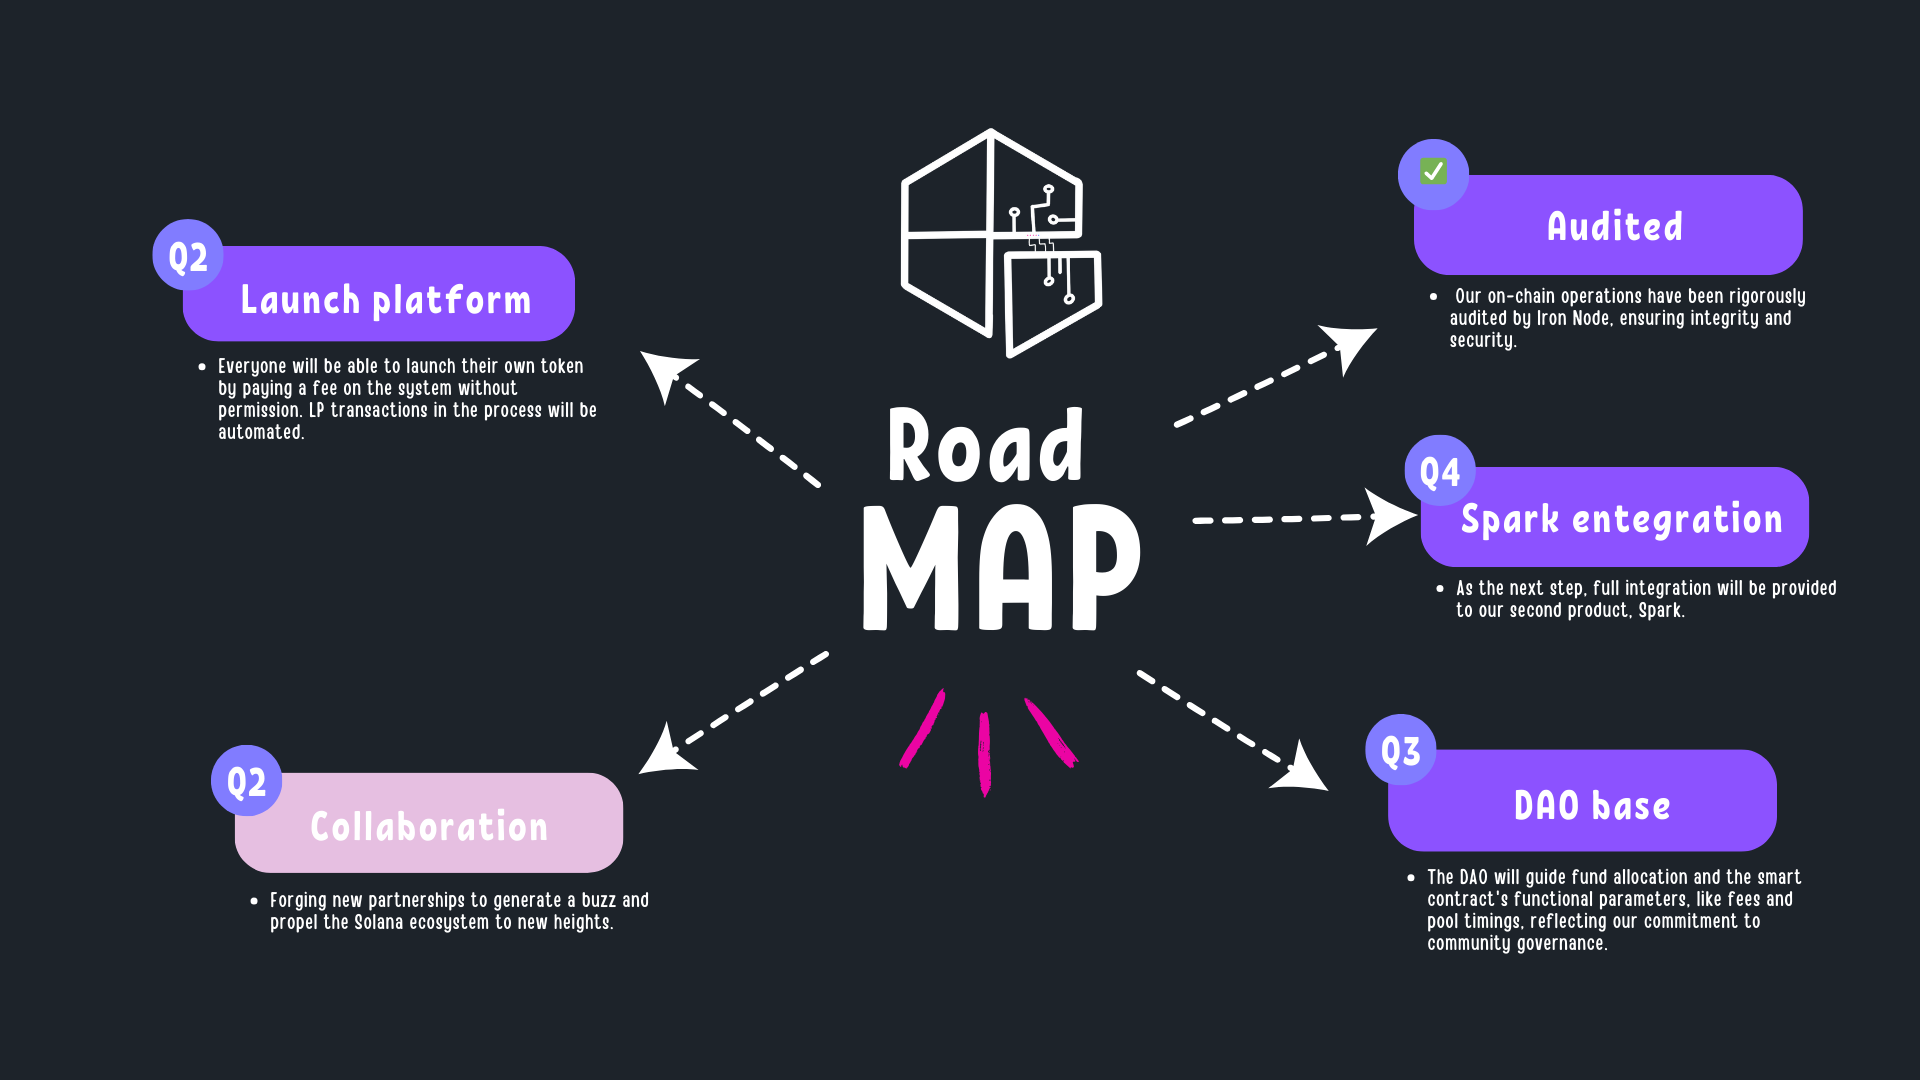 Road
MAP
Q2
Launch platform
• Everyone will be able to launch their own token
by paying a fee on the system without
permission. LP transactions in the process will be
automated.
Q2
Collaboration
• Forging new partnerships to generate a buzz and
propel the Solana ecosystem to new heights.
✅
Audited
• Our on-chain operations have been rigorously
audited by Iron Node, ensuring integrity and
security.
Q4
Spark entegration
• As the next step, full integration will be provided
to our second product, Spark.
Q3
DAO base
• The DAO will guide fund allocation and the smart
contract's functional parameters, like fees and
pool timings, reflecting our commitment to
community governance.